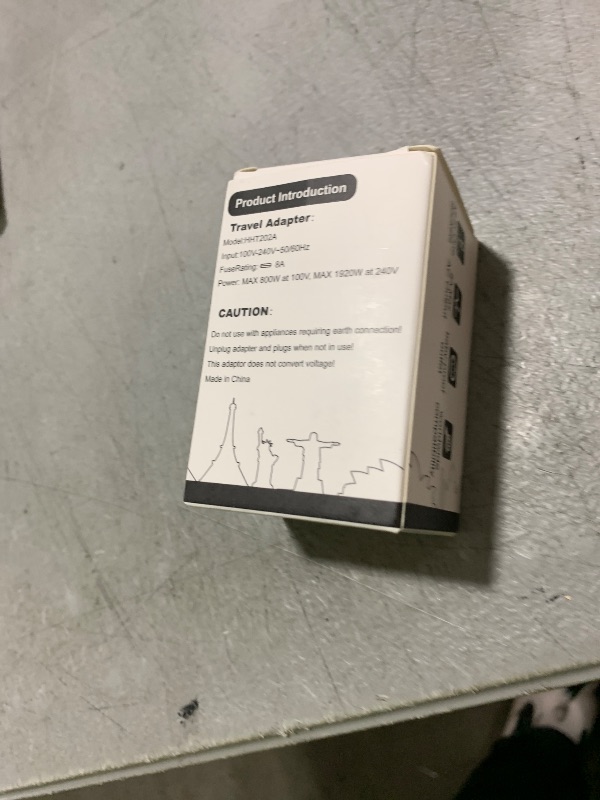 Product Introduction
Travel Adapter:
Model:HHT202A
Input:100V-240V~50/60Hz
FuseRating: 8A
Power: MAX 800W at 100V, MAX 1920W at 240V
CAUTION:
Do not use with appliances requiring earth connection!
Unplug adapter and plugs when not in use!
This adaptor does not convert voltage!
Made in China